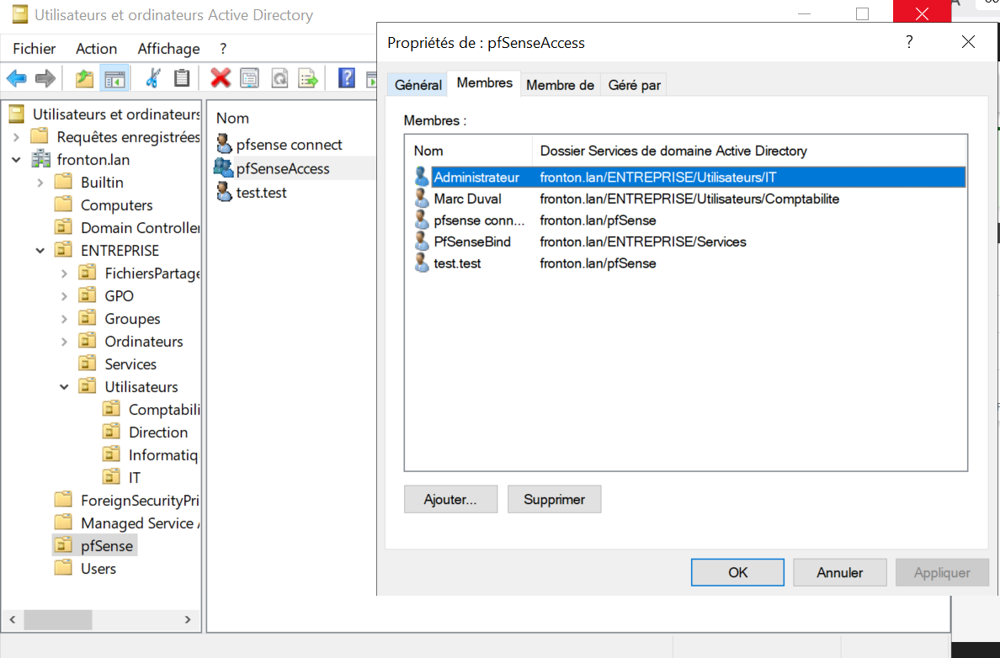 Utilisateurs et ordinateurs Active Directory
Fichier Action Affichage ?
Utilisateurs et ordinateurs
Requêtes enregistrées
fronton.lan
Builtin
Computers
Domain Controller
ENTREPRISE
FichiersPartage
GPO
Groupes
Ordinateurs
Services
Utilisateurs
Comptabili
Direction
Informatiq
IT
ForeignSecurityPri
Managed Service A
pfSense
Users
Nom
pfsense connect
pfSenseAccess
test.test
Propriétés de : pfSenseAccess ?
Général Membres Membre de Géré par
Membres :
Nom Dossier Services de domaine Active Directory
Administrateur fronton.lan/ENTREPRISE/Utilisateurs/IT
Marc Duval fronton.lan/ENTREPRISE/Utilisateurs/Comptabilite
pfsense conn... fronton.lan/pfSense
PfSenseBind fronton.lan/ENTREPRISE/Services
test.test fronton.lan/pfSense
Ajouter... Supprimer
OK Annuler Appliquer